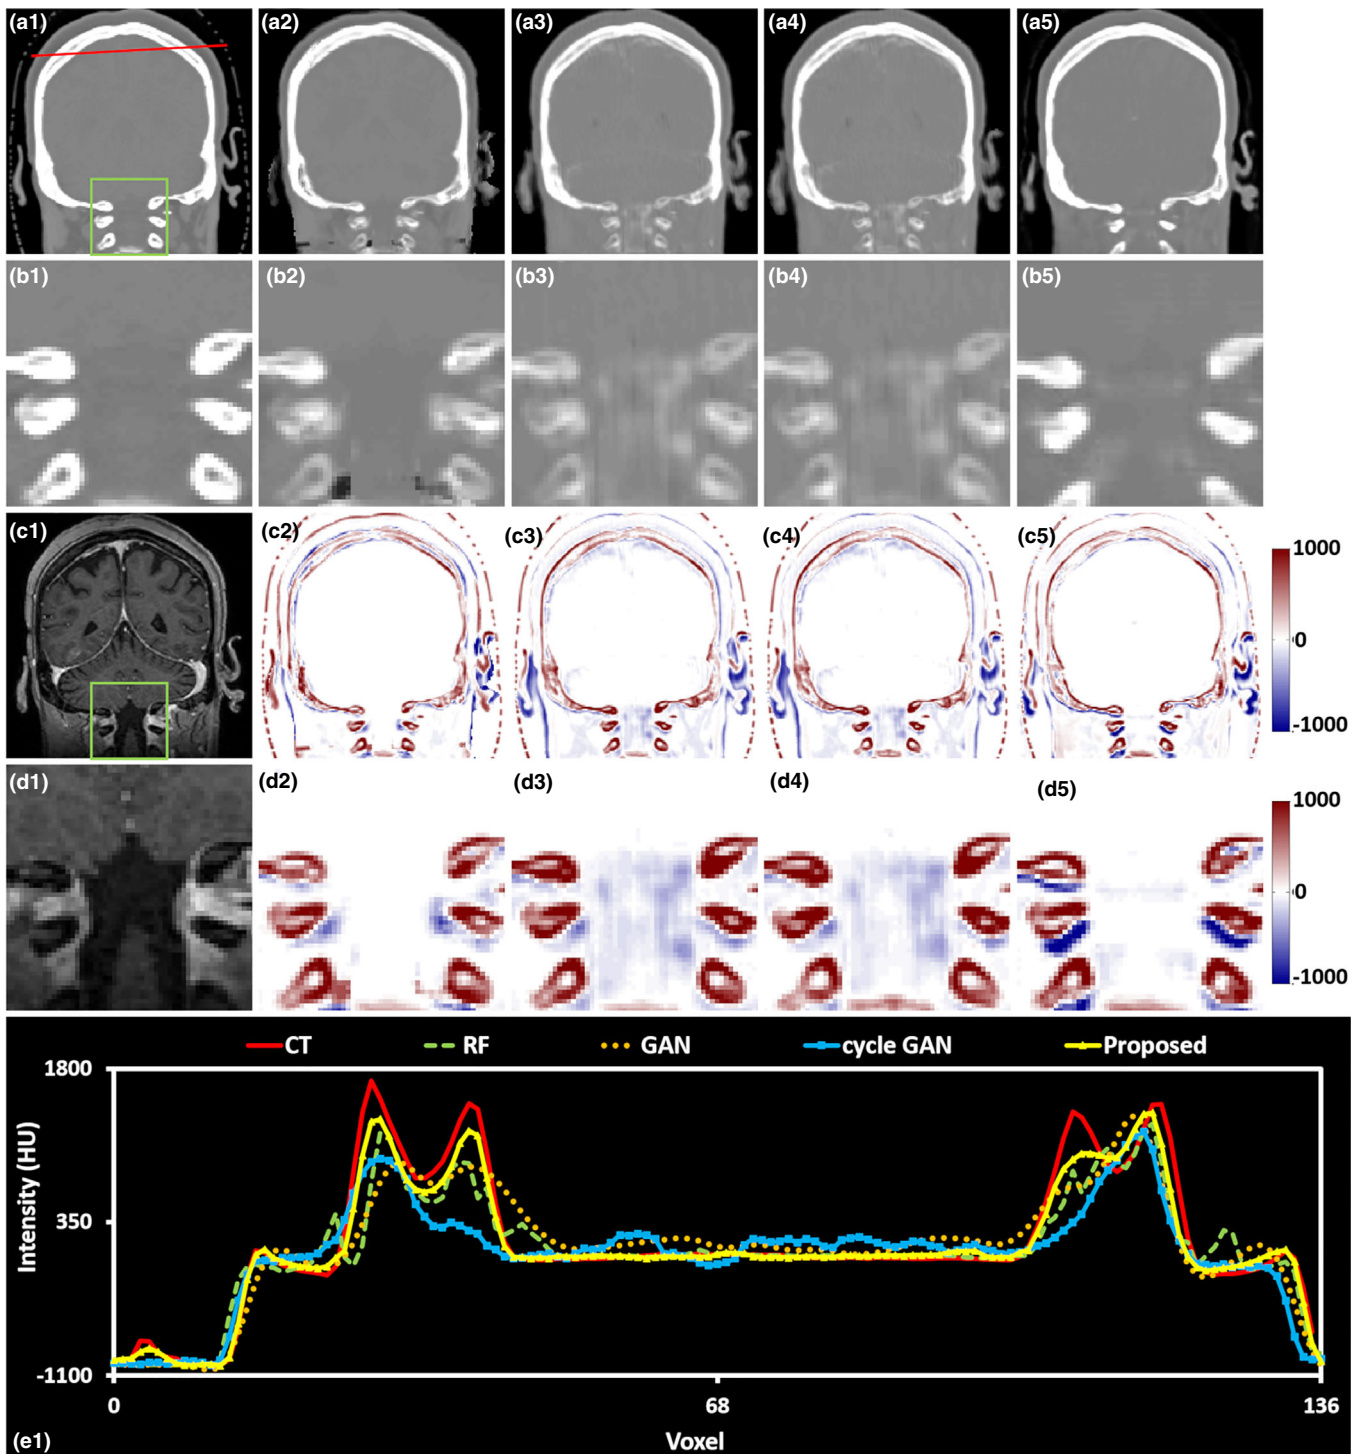 (a1) (a2) (a3) (a4) (a5)
(b1) (b2) (b3) (b4) (b5)
(c1) (c2) (c3) (c4) (c5)
1000
0
-1000
(d1) (d2) (d3) (d4) (d5)
1000
0
-1000
CT RF GAN cycle GAN Proposed
1800
350
-1100
Intensity (HU)
0 68 136
Voxel
(e1)